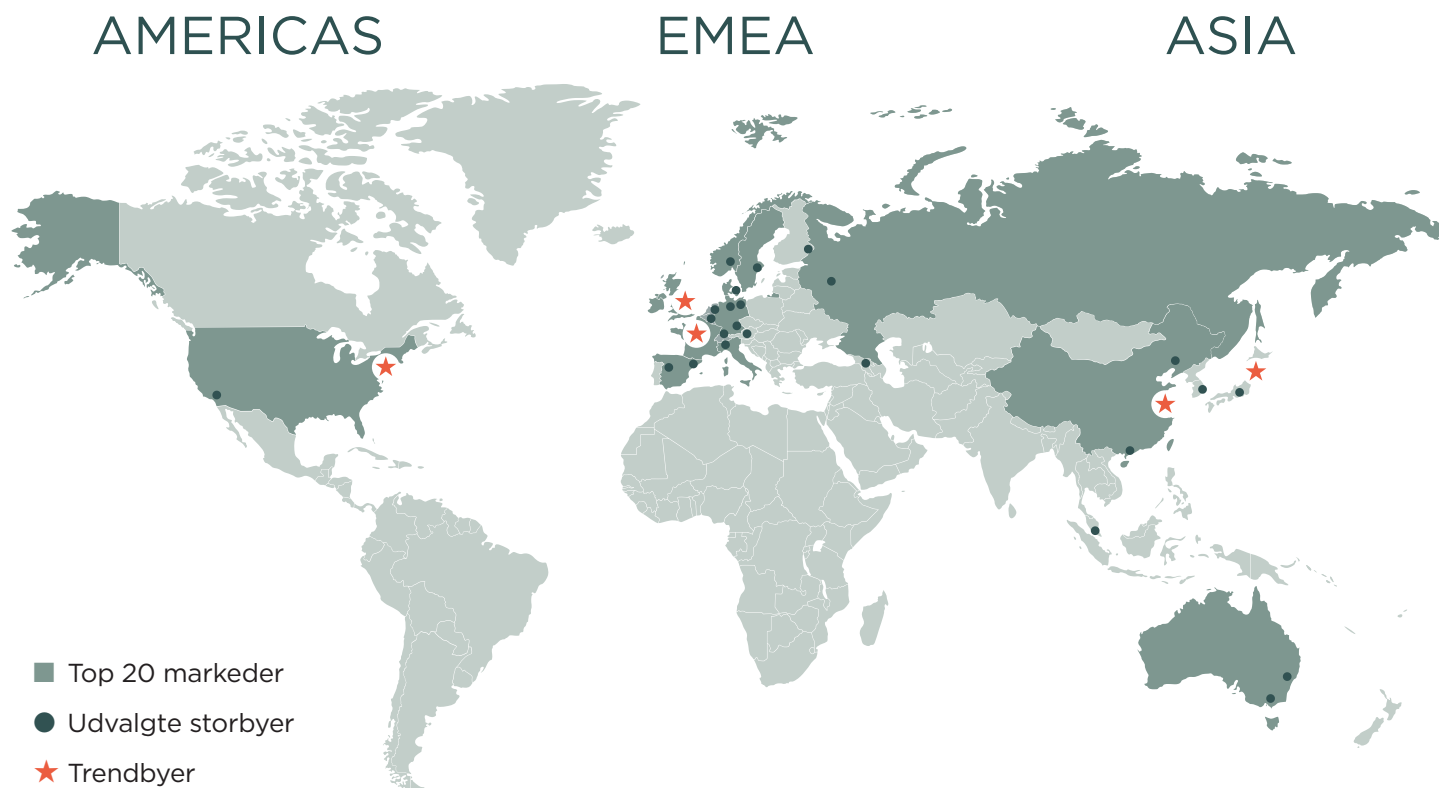 AMERICAS
EMEA
ASIA
Top 20 markeder
Udvalgte storbyer
Trendbyer